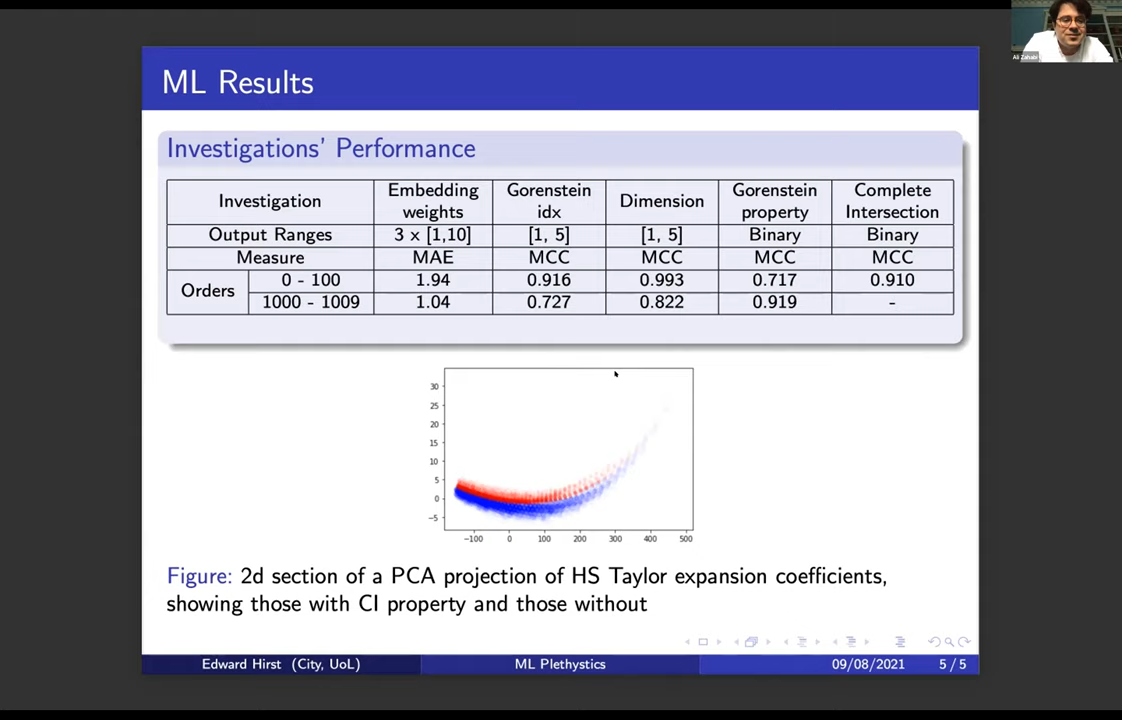 Ali Zahabi
ML Results
Investigations' Performance
Investigation Embedding weights Gorenstein idx Dimension Gorenstein property Complete Intersection
Output Ranges 3 × [1,10] [1, 5] [1, 5] Binary Binary
Measure MAE MCC MCC MCC MCC
Orders 0 - 100 1.94 0.916 0.993 0.717 0.910
1000 - 1009 1.04 0.727 0.822 0.919 -
30
25
20
15
10
5
0
−5
−100 0 100 200 300 400 500
Figure: 2d section of a PCA projection of HS Taylor expansion coefficients,
showing those with CI property and those without
Edward Hirst (City, UoL) ML Plethystics 09/08/2021 5 / 5